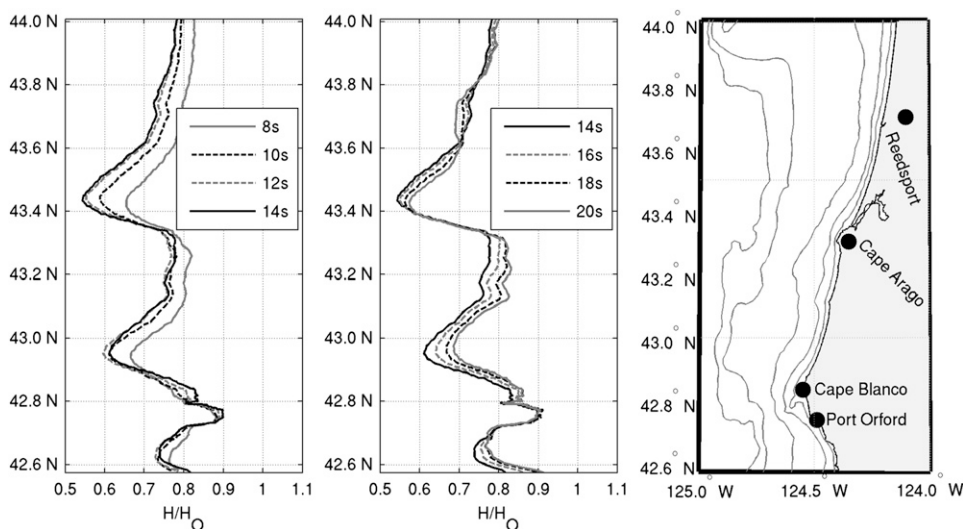 44.0 N
43.8 N
43.6 N
43.4 N
43.2 N
43.0 N
42.8 N
42.6 N
0.5 0.6 0.7 0.8 0.9 1 1.1
H/HO
8s
10s
12s
14s
44.0 N
43.8 N
43.6 N
43.4 N
43.2 N
43.0 N
42.8 N
42.6 N
0.5 0.6 0.7 0.8 0.9 1 1.1
H/HO
14s
16s
18s
20s
44.0 ° N
43.8 ° N
43.6 ° N
43.4 ° N
43.2 ° N
43.0 ° N
42.8 ° N
42.6 ° N
125.0 ° W 124.5 ° W 124.0 ° W
Reedsport
Cape Arago
Cape Blanco
Port Orford